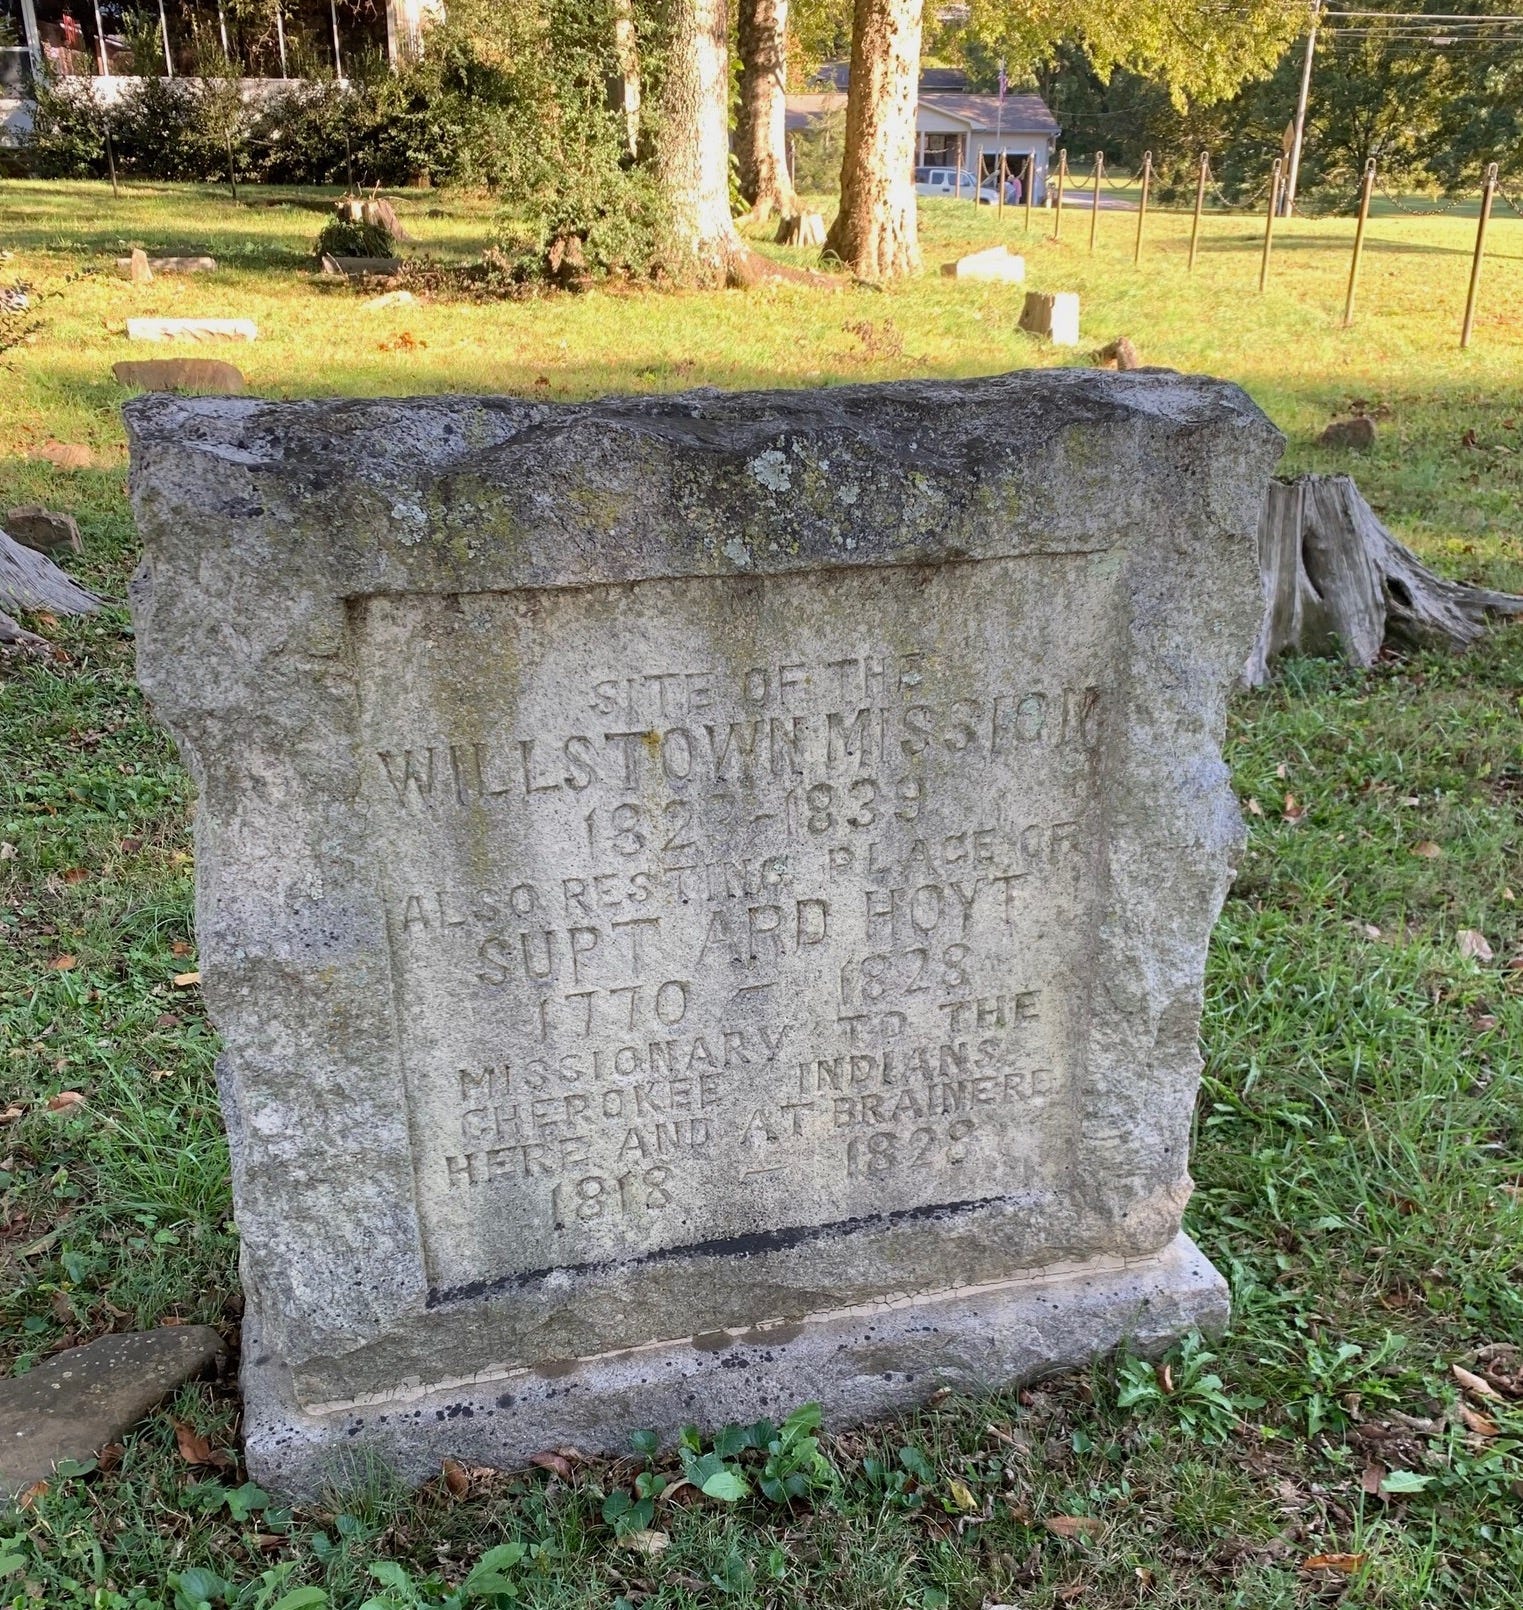 SITE OF THE
WILLSTOWN MISSION
1823-1839
ALSO RESTING PLACE OF
SUPT ARD HOYT
1770 - 1828
MISSIONARY TO THE
CHEROKEE INDIANS
HERE AND AT BRAINERD
1818 - 1828